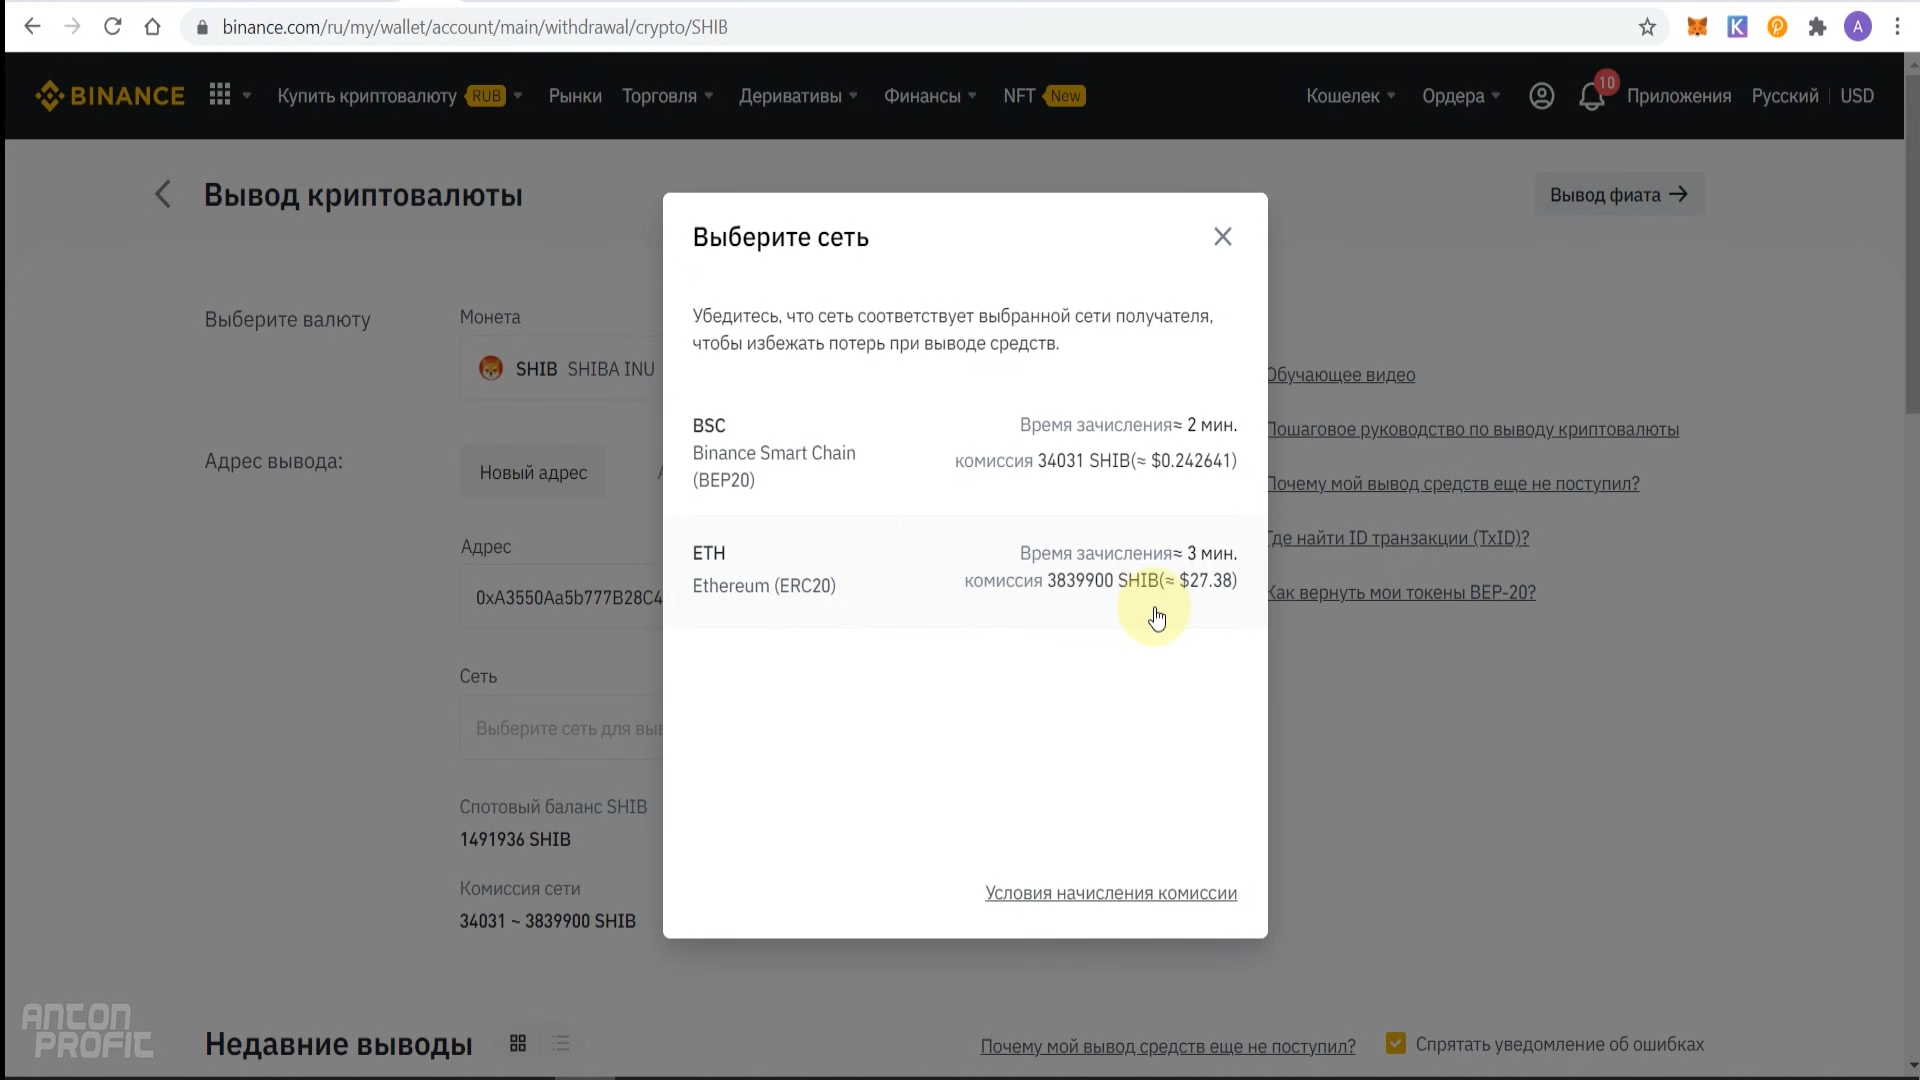 binance.com/ru/my/wallet/account/main/withdrawal/crypto/SHIB
K
A
BINANCE
Купить криптовалюту RUB
Рынки
Торговля
Деривативы
Финансы
NFT New
Кошелек
Ордера
10
Приложения
Русский
USD
Вывод криптовалюты
Вывод фиата
Выберите валюту
Монета
SHIB SHIBA INU
Адрес вывода:
Новый адрес
Адрес
0xA3550Aa5b777B28C4
Сеть
Выберите сеть для
Спотовый баланс SHIB
1491936 SHIB
Комиссия сети
34031 ~ 3839900 SHIB
Выберите сеть
Убедитесь, что сеть соответствует выбранной сети получателя,
чтобы избежать потерь при выводе средств.
BSC
Время зачисления≈ 2 мин.
Binance Smart Chain
(BEP20)
комиссия 34031 SHIB(≈ $0.242641)
ETH
Время зачисления≈ 3 мин.
Ethereum (ERC20)
комиссия 3839900 SHIB(≈ $27.38)
Условия начисления комиссии
Обучающее видео
Пошаговое руководство по выводу криптовалюты
Почему мой вывод средств еще не поступил?
Где найти ID транзакции (TxID)?
Как вернуть мои токены BEP-20?
ANTON
PROFIT
Недавние выводы
Почему мой вывод средств еще не поступил?
Спрятать уведомление об ошибках